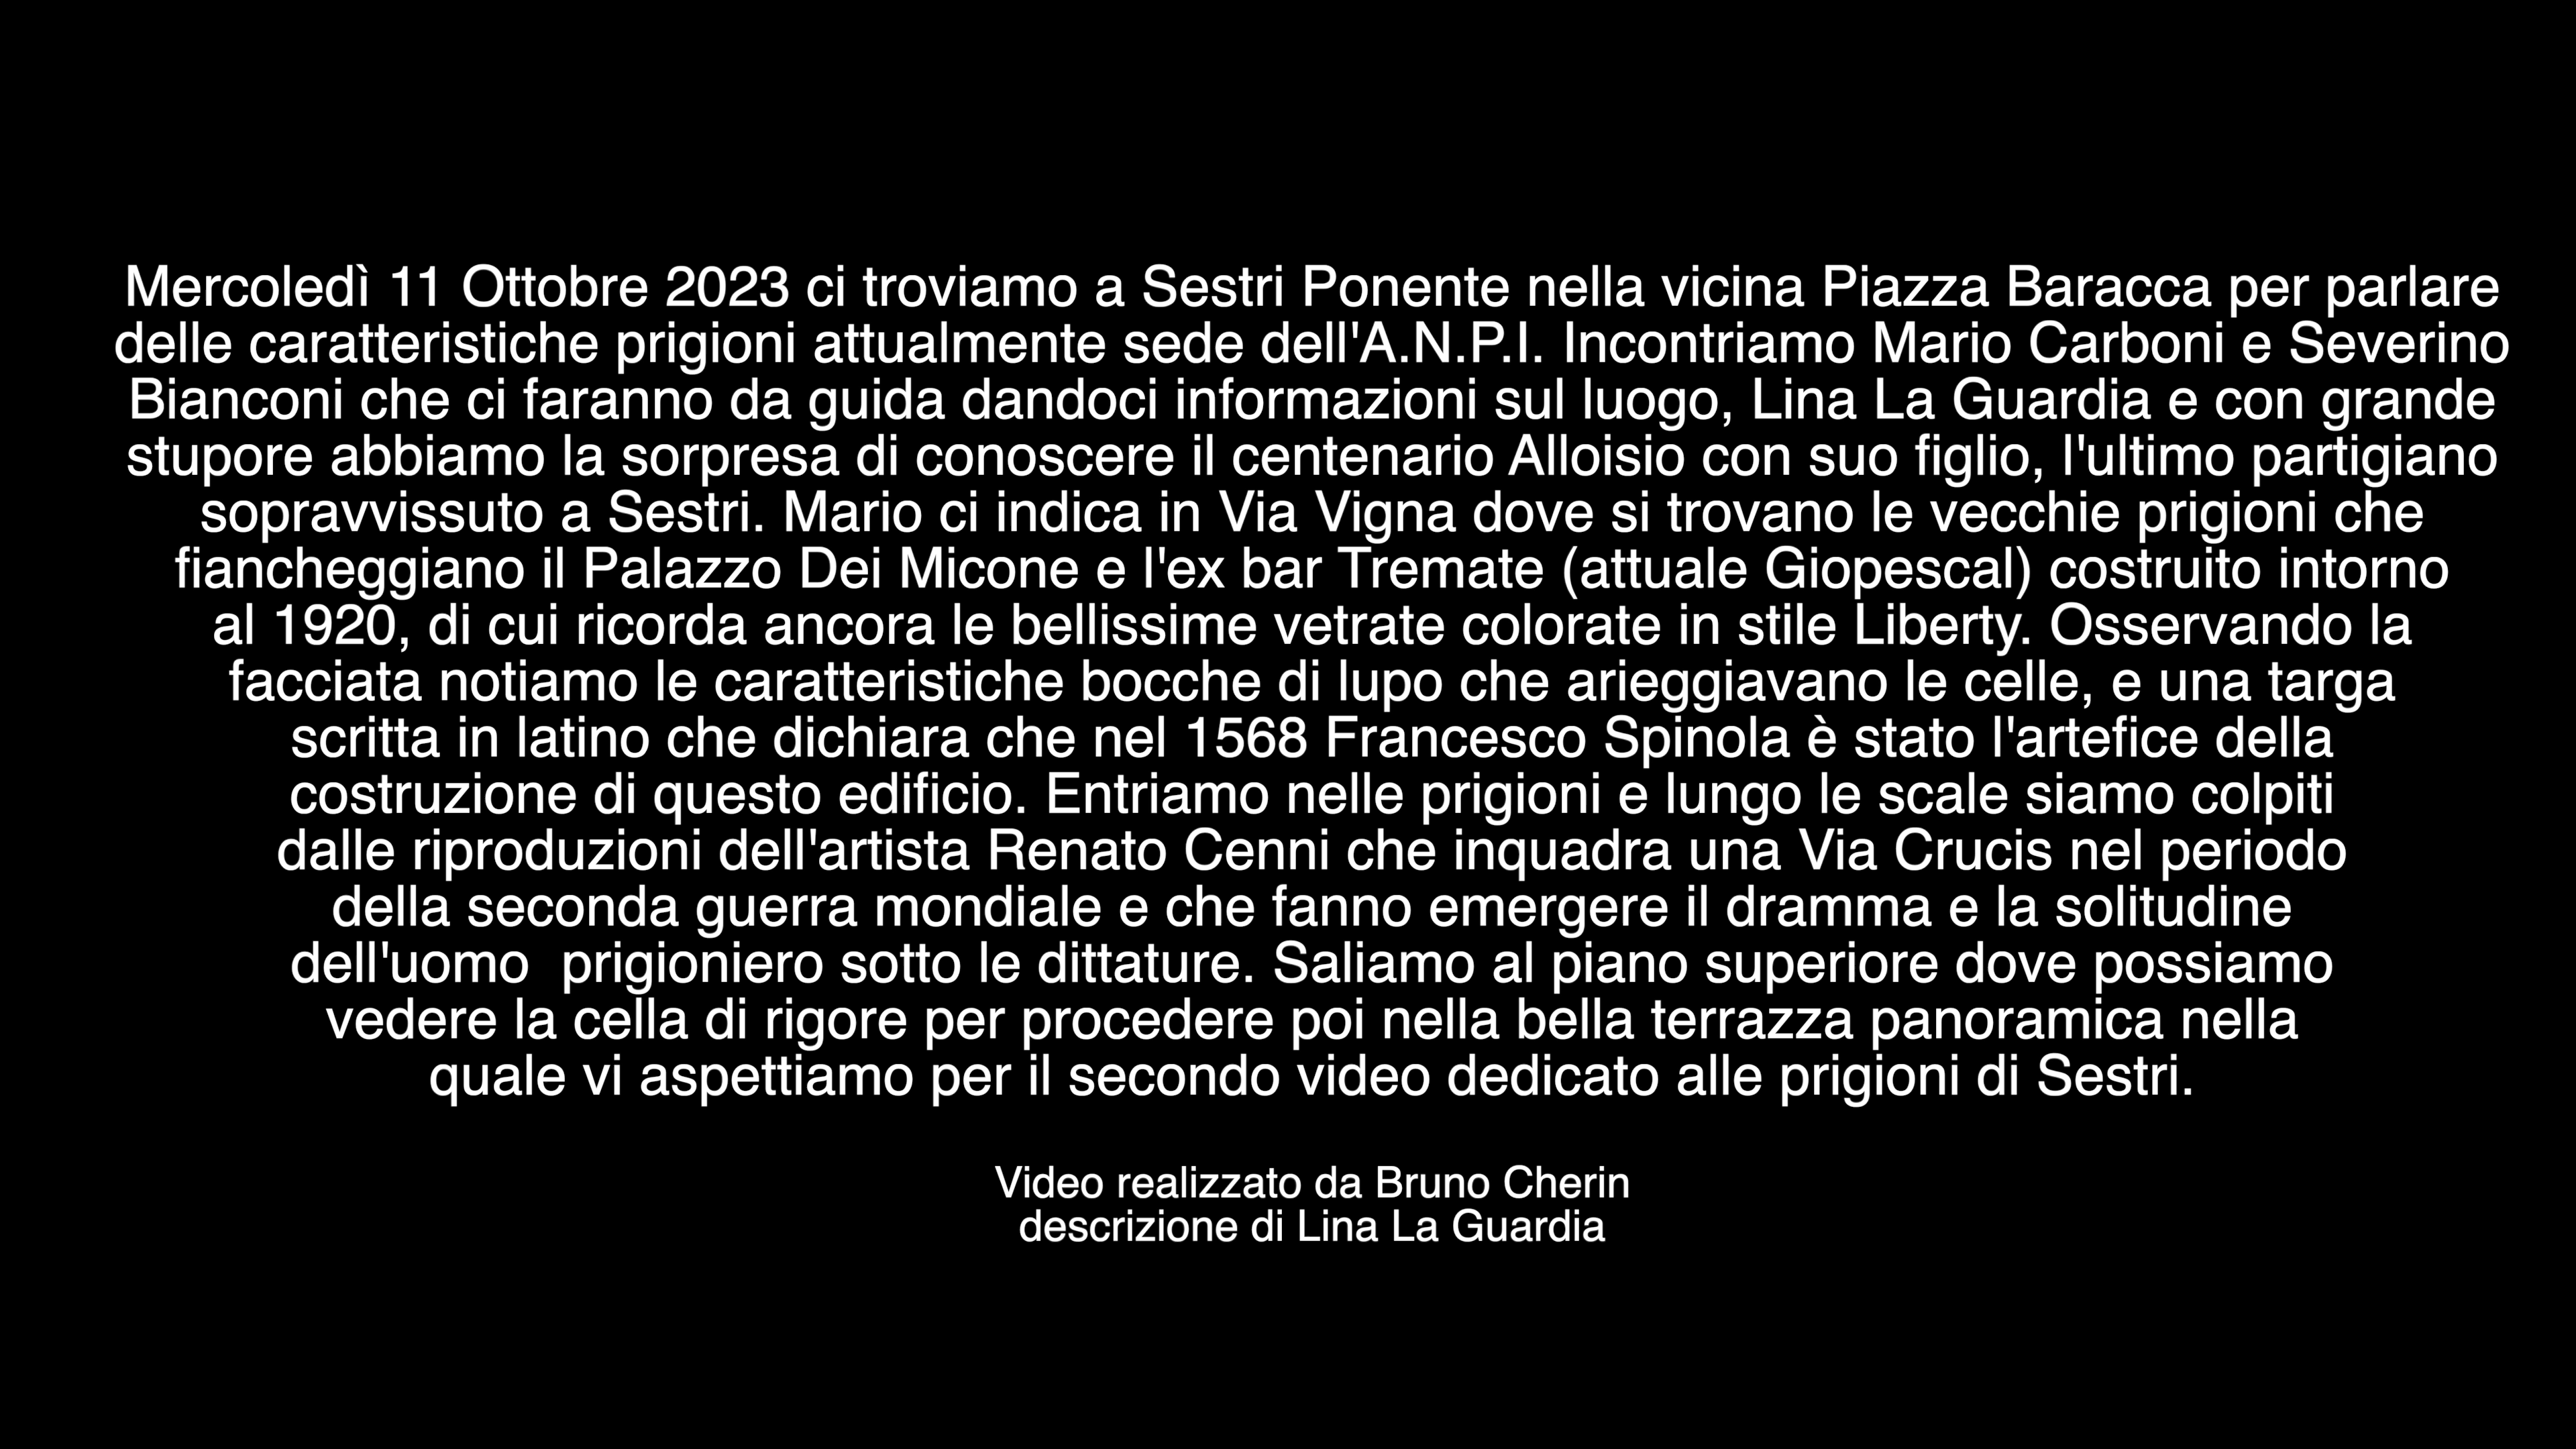 Mercoledì 11 Ottobre 2023 ci troviamo a Sestri Ponente nella vicina Piazza Baracca per parlare
delle caratteristiche prigioni attualmente sede dell'A.N.P.I. Incontriamo Mario Carboni e Severino
Bianconi che ci faranno da guida dandoci informazioni sul luogo, Lina La Guardia e con grande
stupore abbiamo la sorpresa di conoscere il centenario Alloisio con suo figlio, l'ultimo partigiano
sopravvissuto a Sestri. Mario ci indica in Via Vigna dove si trovano le vecchie prigioni che
fiancheggiano il Palazzo Dei Micone e l'ex bar Tremate (attuale Giopescal) costruito intorno
al 1920, di cui ricorda ancora le bellissime vetrate colorate in stile Liberty. Osservando la
facciata notiamo le caratteristiche bocche di lupo che arieggiavano le celle, e una targa
scritta in latino che dichiara che nel 1568 Francesco Spinola è stato l'artefice della
costruzione di questo edificio. Entriamo nelle prigioni e lungo le scale siamo colpiti
dalle riproduzioni dell'artista Renato Cenni che inquadra una Via Crucis nel periodo
della seconda guerra mondiale e che fanno emergere il dramma e la solitudine
dell'uomo  prigioniero sotto le dittature. Saliamo al piano superiore dove possiamo
vedere la cella di rigore per procedere poi nella bella terrazza panoramica nella
quale vi aspettiamo per il secondo video dedicato alle prigioni di Sestri.
Video realizzato da Bruno Cherin
descrizione di Lina La Guardia